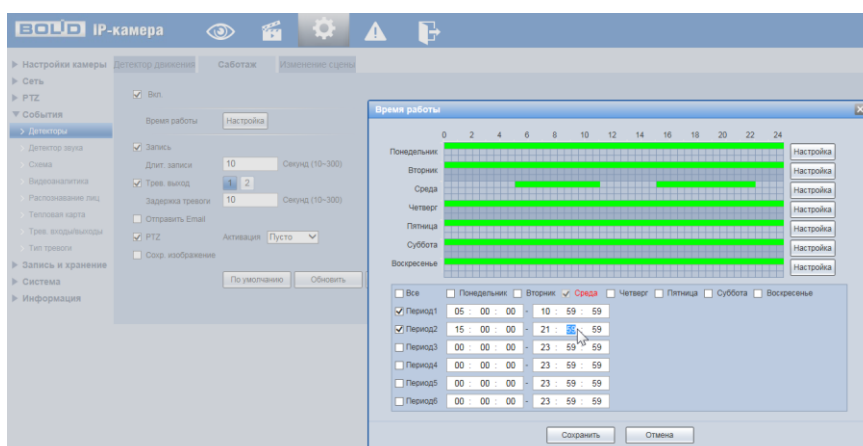 BOLID IP-камера
Настройки камеры
Сеть
PTZ
События
Детекторы
Детектор звука
Схема
Видеоаналитика
Распознавание лиц
Тепловая карта
Трев. входы/выходы
Тип тревоги
Запись и хранение
Система
Информация
Детектор движения Саботаж Изменение сцены
Вкл.
Время работы Настройка
Запись
Длит. записи 10 Секунд (10~300)
Трев. выход 1 2
Задержка тревоги 10 Секунд (10~300)
Отправить Email
PTZ Активация Пусто
Сохр. изображение
По умолчанию Обновить
Время работы
0 2 4 6 8 10 12 14 16 18 20 22 24
Понедельник Настройка
Вторник Настройка
Среда Настройка
Четверг Настройка
Пятница Настройка
Суббота Настройка
Воскресенье Настройка
Все Понедельник Вторник Среда Четверг Пятница Суббота Воскресенье
Период1 05 : 00 : 00 - 10 : 59 : 59
Период2 15 : 00 : 00 - 21 : 59 : 59
Период3 00 : 00 : 00 - 23 : 59 : 59
Период4 00 : 00 : 00 - 23 : 59 : 59
Период5 00 : 00 : 00 - 23 : 59 : 59
Период6 00 : 00 : 00 - 23 : 59 : 59
Сохранить Отмена